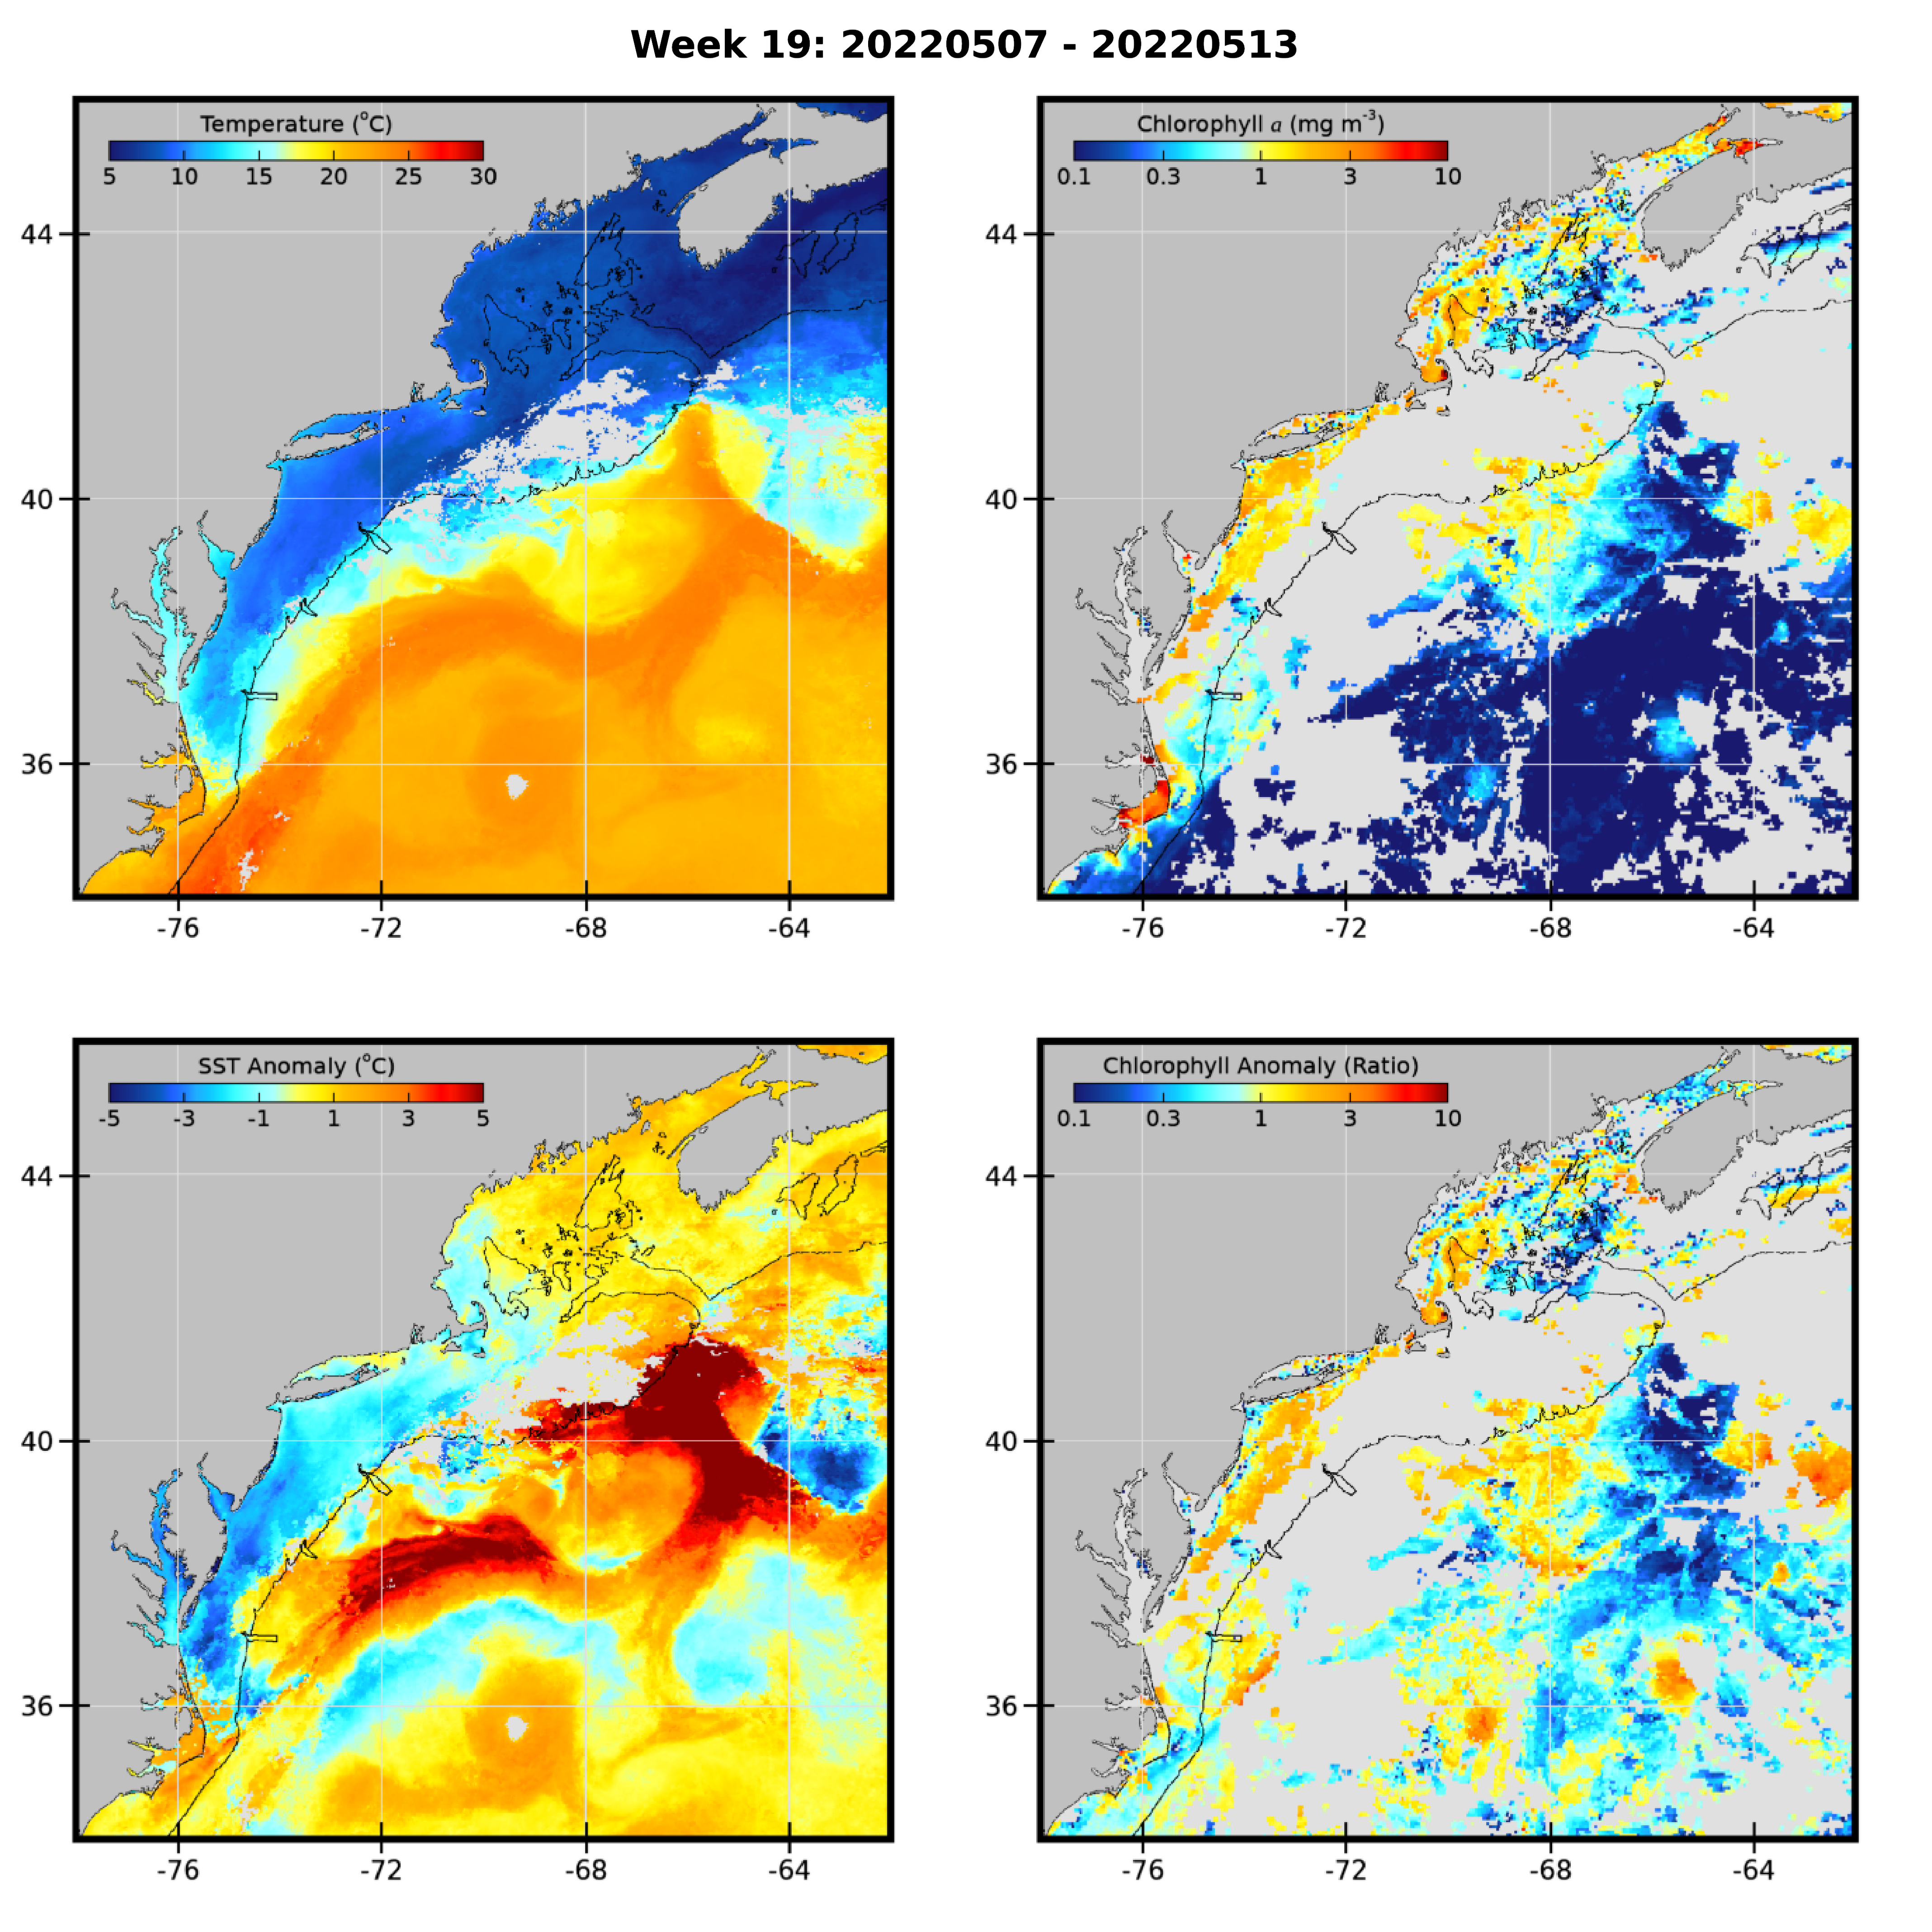 Week 19: 20220507 - 20220513
Temperature (°C)
5 10 15 20 25 30
44
40
36
-76 -72 -68 -64
Chlorophyll a (mg m⁻³)
0.1 0.3 1 3 10
44
40
36
-76 -72 -68 -64
SST Anomaly (°C)
-5 -3 -1 1 3 5
44
40
36
-76 -72 -68 -64
Chlorophyll Anomaly (Ratio)
0.1 0.3 1 3 10
44
40
36
-76 -72 -68 -64